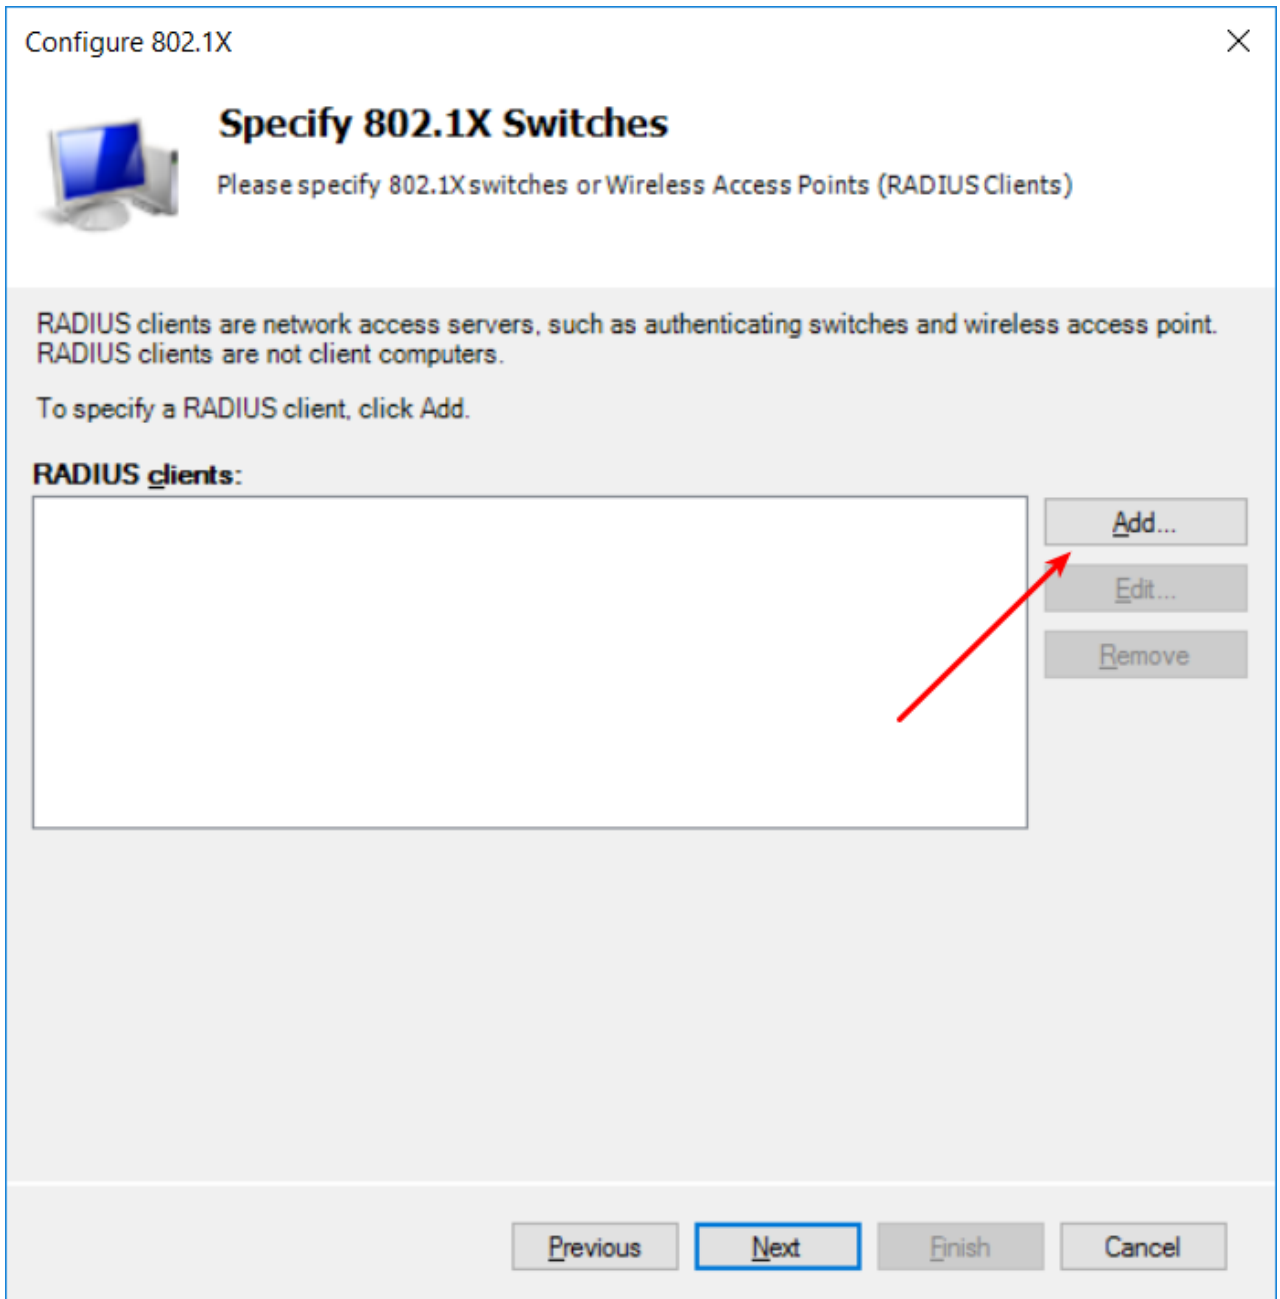 Configure 802.1X
Specify 802.1X Switches
Please specify 802.1X switches or Wireless Access Points (RADIUS Clients)
RADIUS clients are network access servers, such as authenticating switches and wireless access point.
RADIUS clients are not client computers.
To specify a RADIUS client, click Add.
RADIUS clients:
Add...
Edit...
Remove
Previous Next Finish Cancel